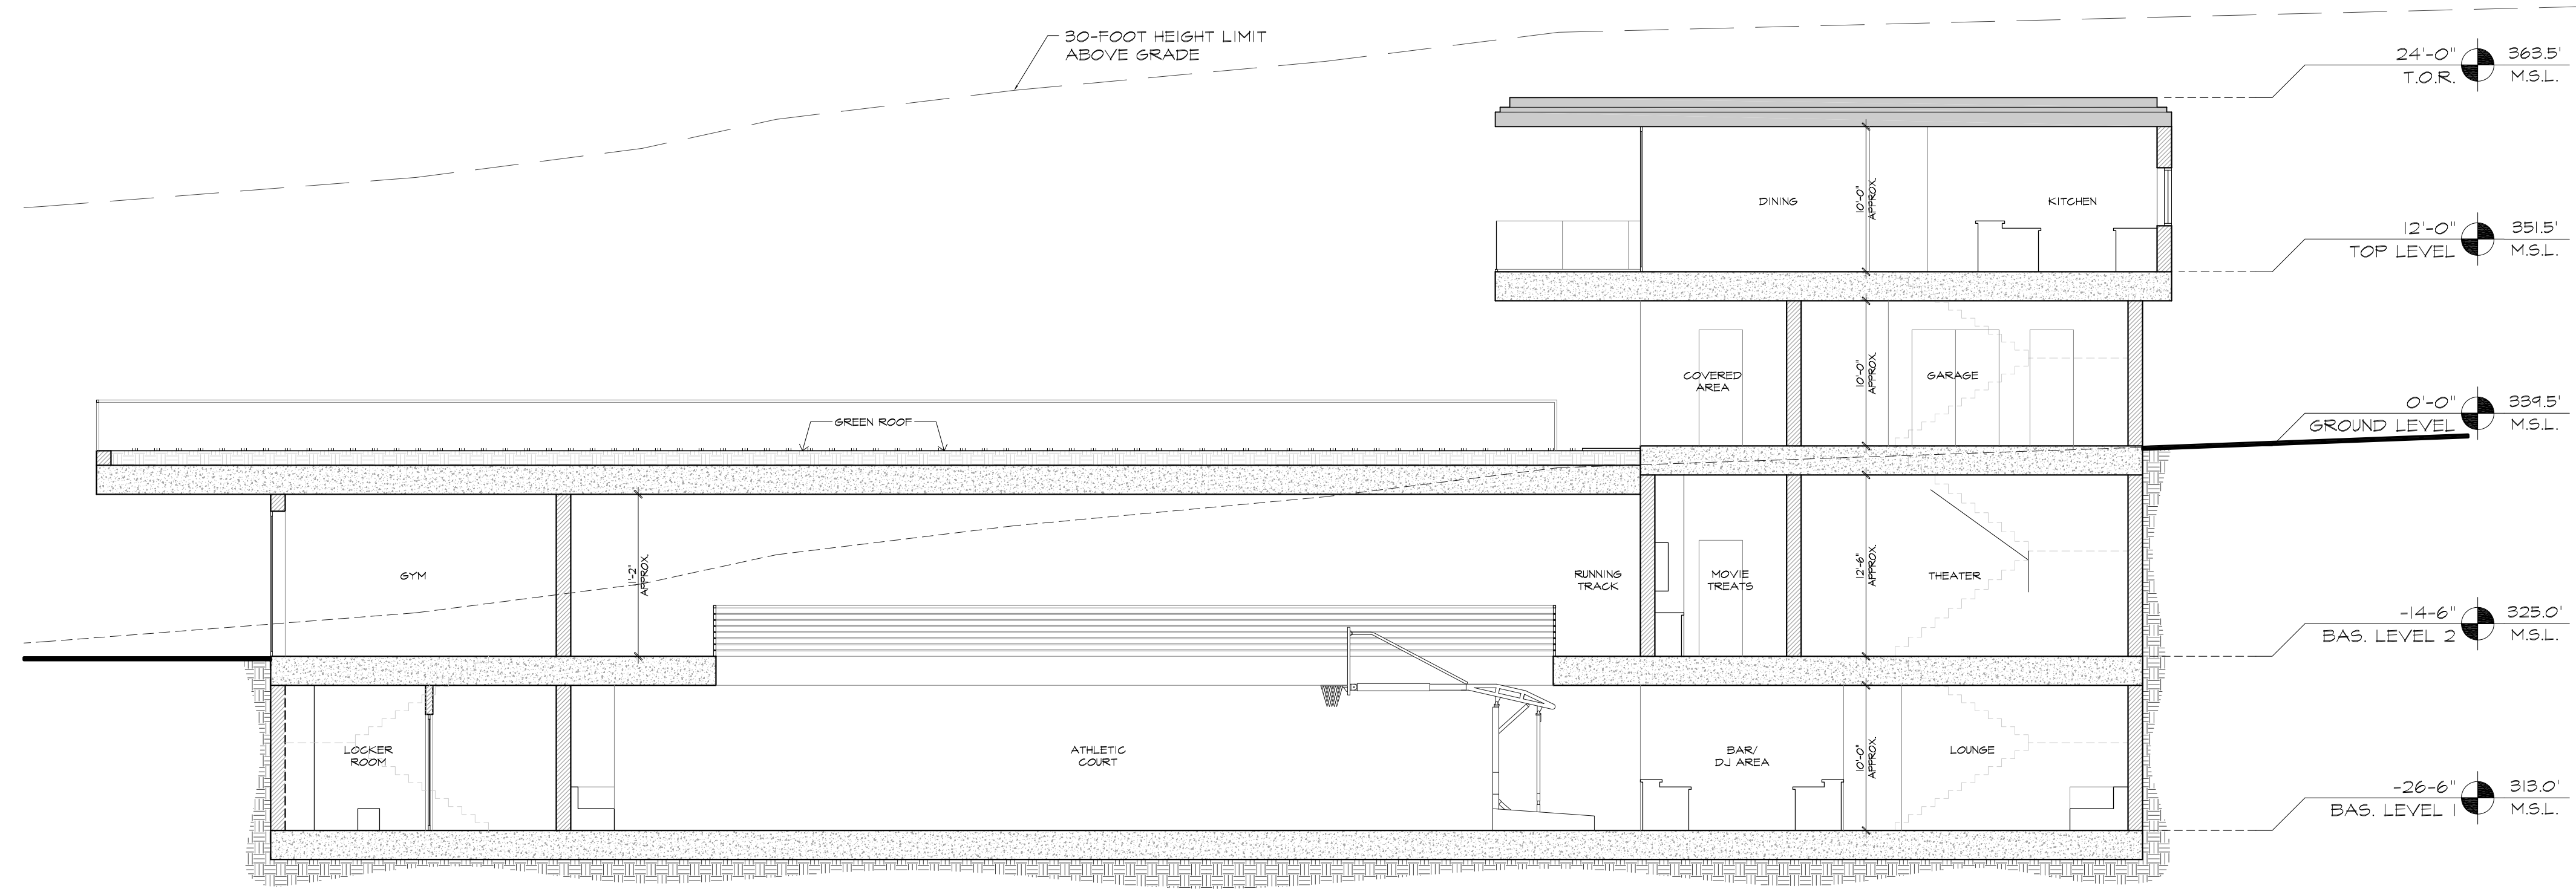 30-FOOT HEIGHT LIMIT
ABOVE GRADE
24'-0" 363.5'
T.O.R. M.S.L.
DINING
10'-0"
APPROX.
KITCHEN
12'-0" 351.5'
TOP LEVEL M.S.L.
COVERED
AREA
10'-0"
APPROX.
GARAGE
0'-0" 339.5'
GROUND LEVEL M.S.L.
GREEN ROOF
GYM
11'-2"
APPROX.
RUNNING
TRACK
MOVIE
TREATS
12'-6"
APPROX.
THEATER
-14-6" 325.0'
BAS. LEVEL 2 M.S.L.
LOCKER
ROOM
ATHLETIC
COURT
BAR/
DJ AREA
10'-0"
APPROX.
LOUNGE
-26-6" 313.0'
BAS. LEVEL 1 M.S.L.